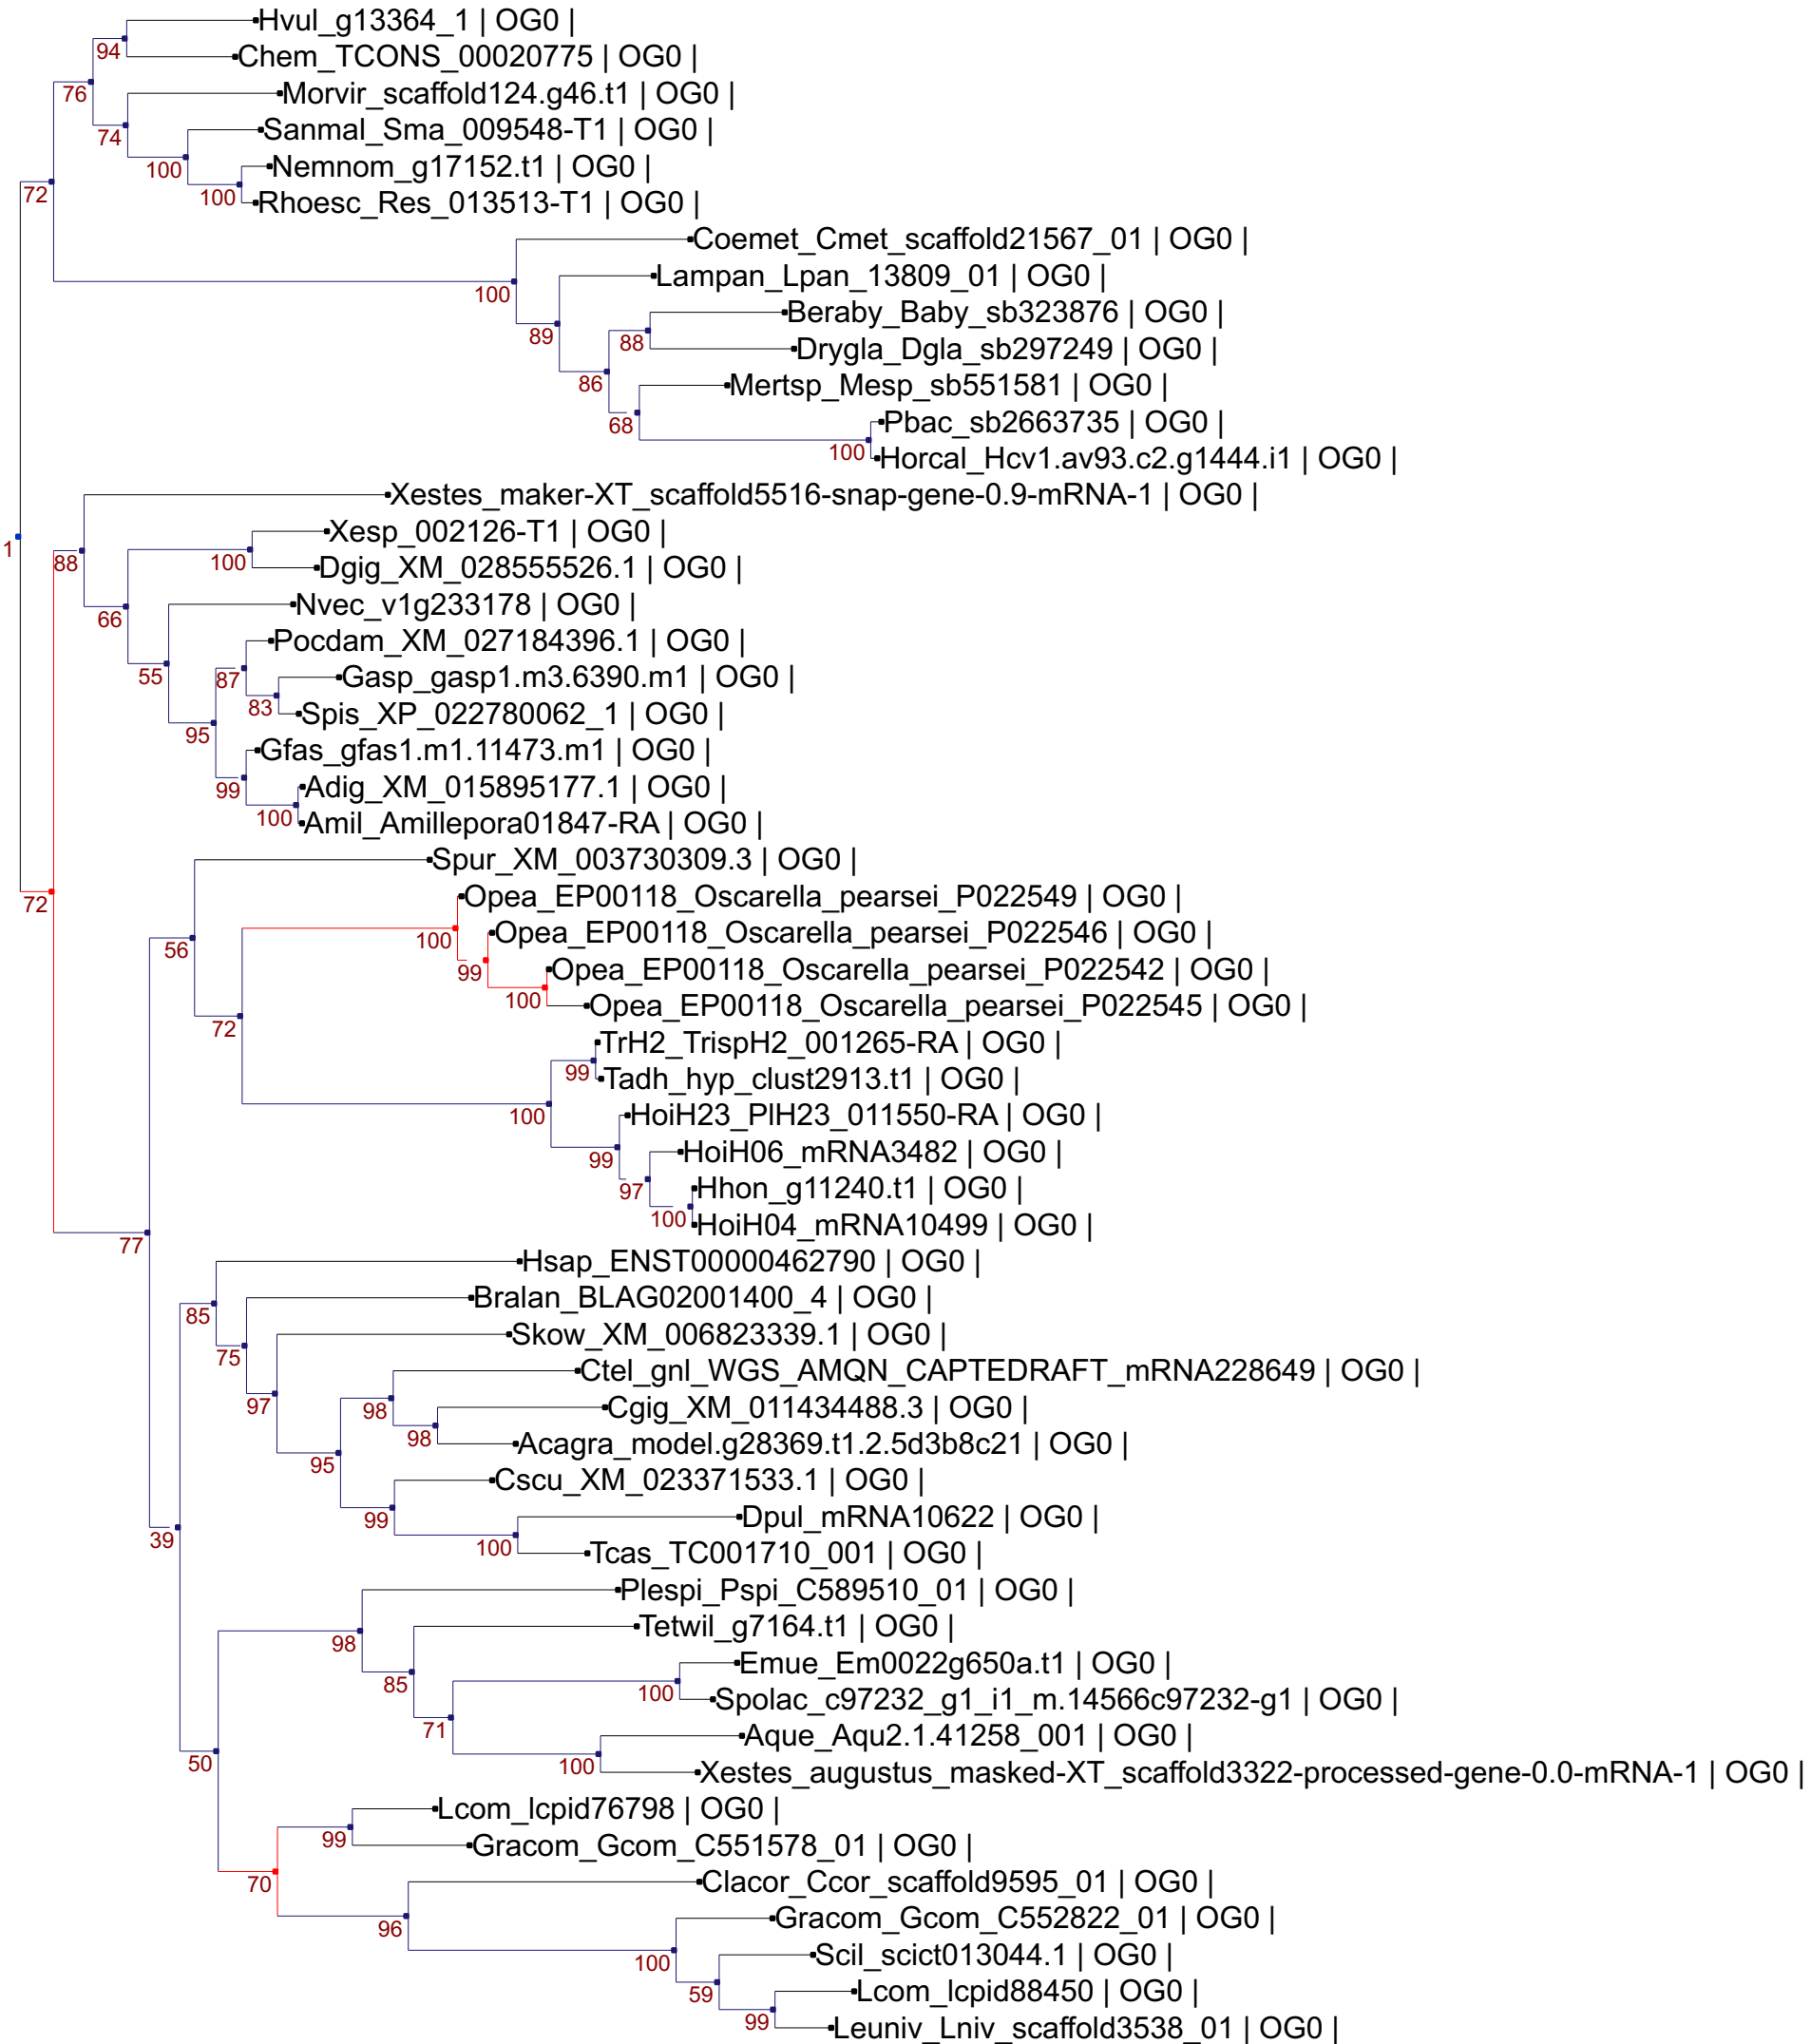 Hvul_g13364_1 | OG0 |
94
Chem_TCONS_00020775 | OG0 |
76
Morvir_scaffold124.g46.t1 | OG0 |
74
Sanmal_Sma_009548-T1 | OG0 |
100
Nemnom_g17152.t1 | OG0 |
100
Rhoesc_Res_013513-T1 | OG0 |
72
Coemet_Cmet_scaffold21567_01 | OG0 |
Lampan_Lpan_13809_01 | OG0 |
100
Beraby_Baby_sb323876 | OG0 |
89
88
Drygla_Dgla_sb297249 | OG0 |
86
Mertsp_Mesp_sb551581 | OG0 |
68
Pbac_sb2663735 | OG0 |
100
Horcal_Hcv1.av93.c2.g1444.i1 | OG0 |
Xestes_maker-XT_scaffold5516-snap-gene-0.9-mRNA-1 | OG0 |
Xesp_002126-T1 | OG0 |
1
88
100
Dgig_XM_028555526.1 | OG0 |
Nvec_v1g233178 | OG0 |
66
Pocdam_XM_027184396.1 | OG0 |
55
87
Gasp_gasp1.m3.6390.m1 | OG0 |
83
Spis_XP_022780062_1 | OG0 |
95
Gfas_gfas1.m1.11473.m1 | OG0 |
99
Adig_XM_015895177.1 | OG0 |
100
Amil_Amillepora01847-RA | OG0 |
Spur_XM_003730309.3 | OG0 |
72
Opea_EP00118_Oscarella_pearsei_P022549 | OG0 |
100
Opea_EP00118_Oscarella_pearsei_P022546 | OG0 |
56
99
Opea_EP00118_Oscarella_pearsei_P022542 | OG0 |
100
Opea_EP00118_Oscarella_pearsei_P022545 | OG0 |
72
TrH2_TrispH2_001265-RA | OG0 |
99
Tadh_hyp_clust2913.t1 | OG0 |
100
HoiH23_PlH23_011550-RA | OG0 |
99
HoiH06_mRNA3482 | OG0 |
97
Hhon_g11240.t1 | OG0 |
100
HoiH04_mRNA10499 | OG0 |
77
Hsap_ENST00000462790 | OG0 |
Bralan_BLAG02001400_4 | OG0 |
85
Skow_XM_006823339.1 | OG0 |
75
Ctel_gnl_WGS_AMQN_CAPTEDRAFT_mRNA228649 | OG0 |
97
98
Cgig_XM_011434488.3 | OG0 |
98
Acagra_model.g28369.t1.2.5d3b8c21 | OG0 |
95
Cscu_XM_023371533.1 | OG0 |
99
Dpul_mRNA10622 | OG0 |
39
100
Tcas_TC001710_001 | OG0 |
Plespi_Pspi_C589510_01 | OG0 |
Tetwil_g7164.t1 | OG0 |
98
Emue_Em0022g650a.t1 | OG0 |
85
100
Spolac_c97232_g1_i1_m.14566c97232-g1 | OG0 |
71
Aque_Aqu2.1.41258_001 | OG0 |
50
100
Xestes_augustus_masked-XT_scaffold3322-processed-gene-0.0-mRNA-1 | OG0 |
Lcom_lcpid76798 | OG0 |
99
Gracom_Gcom_C551578_01 | OG0 |
70
Clacor_Ccor_scaffold9595_01 | OG0 |
96
Gracom_Gcom_C552822_01 | OG0 |
100
Scil_scict013044.1 | OG0 |
59
Lcom_lcpid88450 | OG0 |
99
Leuniv_Lniv_scaffold3538_01 | OG0 |